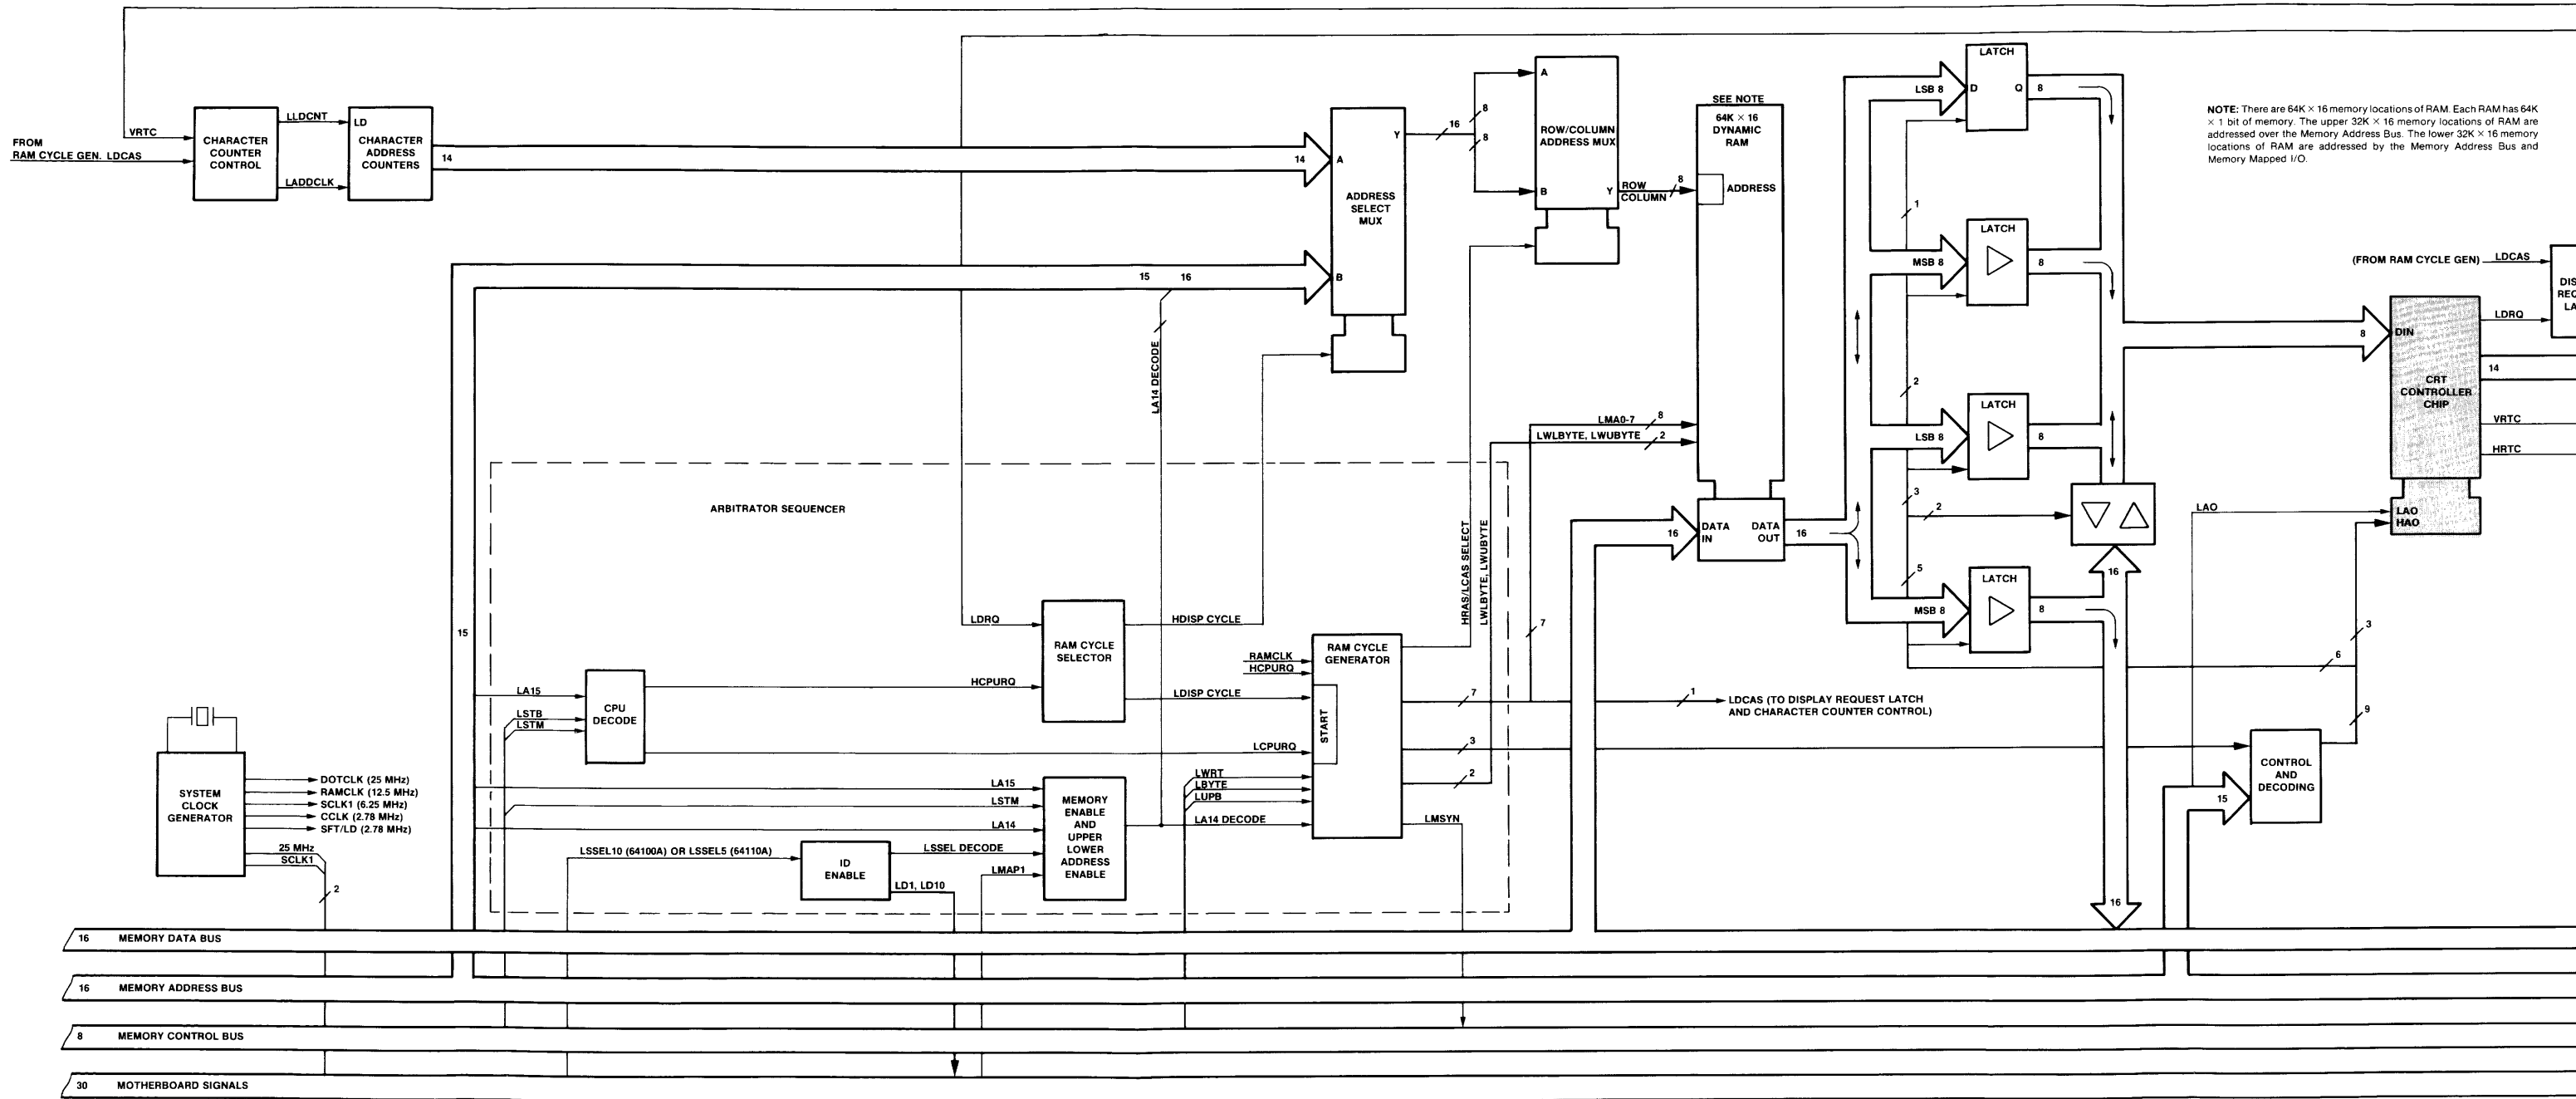 VRTC
FROM
RAM CYCLE GEN. LDCAS
CHARACTER
COUNTER
CONTROL
LLDCNT
LADDCLK
LD
CHARACTER
ADDRESS
COUNTERS
14
14
A
Y
ADDRESS
SELECT
MUX
B
15
16
LA14 DECODE
16
8
8
A
ROW/COLUMN
ADDRESS MUX
B
Y
ROW
COLUMN
8
SEE NOTE
64K × 16
DYNAMIC
RAM
ADDRESS
LMA0-7
8
LWLBYTE, LWUBYTE
2
16
DATA
IN
DATA
OUT
16
LATCH
LSB 8
D
Q
8
1
LATCH
MSB 8
8
2
LATCH
LSB 8
8
3
2
5
LATCH
MSB 8
8
16
16
NOTE: There are 64K × 16 memory locations of RAM. Each RAM has 64K
× 1 bit of memory. The upper 32K × 16 memory locations of RAM are
addressed over the Memory Address Bus. The lower 32K × 16 memory
locations of RAM are addressed by the Memory Address Bus and
Memory Mapped I/O.
(FROM RAM CYCLE GEN)
LDCAS
LDRQ
8
DIN
CRT
CONTROLLER
CHIP
14
VRTC
HRTC
LAO
LAO
HAO
3
6
9
CONTROL
AND
DECODING
15
ARBITRATOR SEQUENCER
15
LDRQ
RAM CYCLE
SELECTOR
HDISP CYCLE
HCPURQ
LDISP CYCLE
LA15
LSTB
LSTM
CPU
DECODE
LCPURQ
RAMCLK
HCPURQ
RAM CYCLE
GENERATOR
START
LWRT
LBYTE
LUPB
LA14 DECODE
HRAS/LCAS SELECT
LWLBYTE, LWUBYTE
7
7
3
2
LMSYN
1
LDCAS (TO DISPLAY REQUEST LATCH
AND CHARACTER COUNTER CONTROL)
LA15
LSTM
LA14
MEMORY
ENABLE
AND
UPPER
LOWER
ADDRESS
ENABLE
LSSEL10 (64100A) OR LSSEL5 (64110A)
ID
ENABLE
LSSEL DECODE
LD1, LD10
LMAP1
SYSTEM
CLOCK
GENERATOR
DOTCLK (25 MHz)
RAMCLK (12.5 MHz)
SCLK1 (6.25 MHz)
CCLK (2.78 MHz)
SFT/LD (2.78 MHz)
25 MHz
SCLK1
2
16 MEMORY DATA BUS
16 MEMORY ADDRESS BUS
8 MEMORY CONTROL BUS
30 MOTHERBOARD SIGNALS